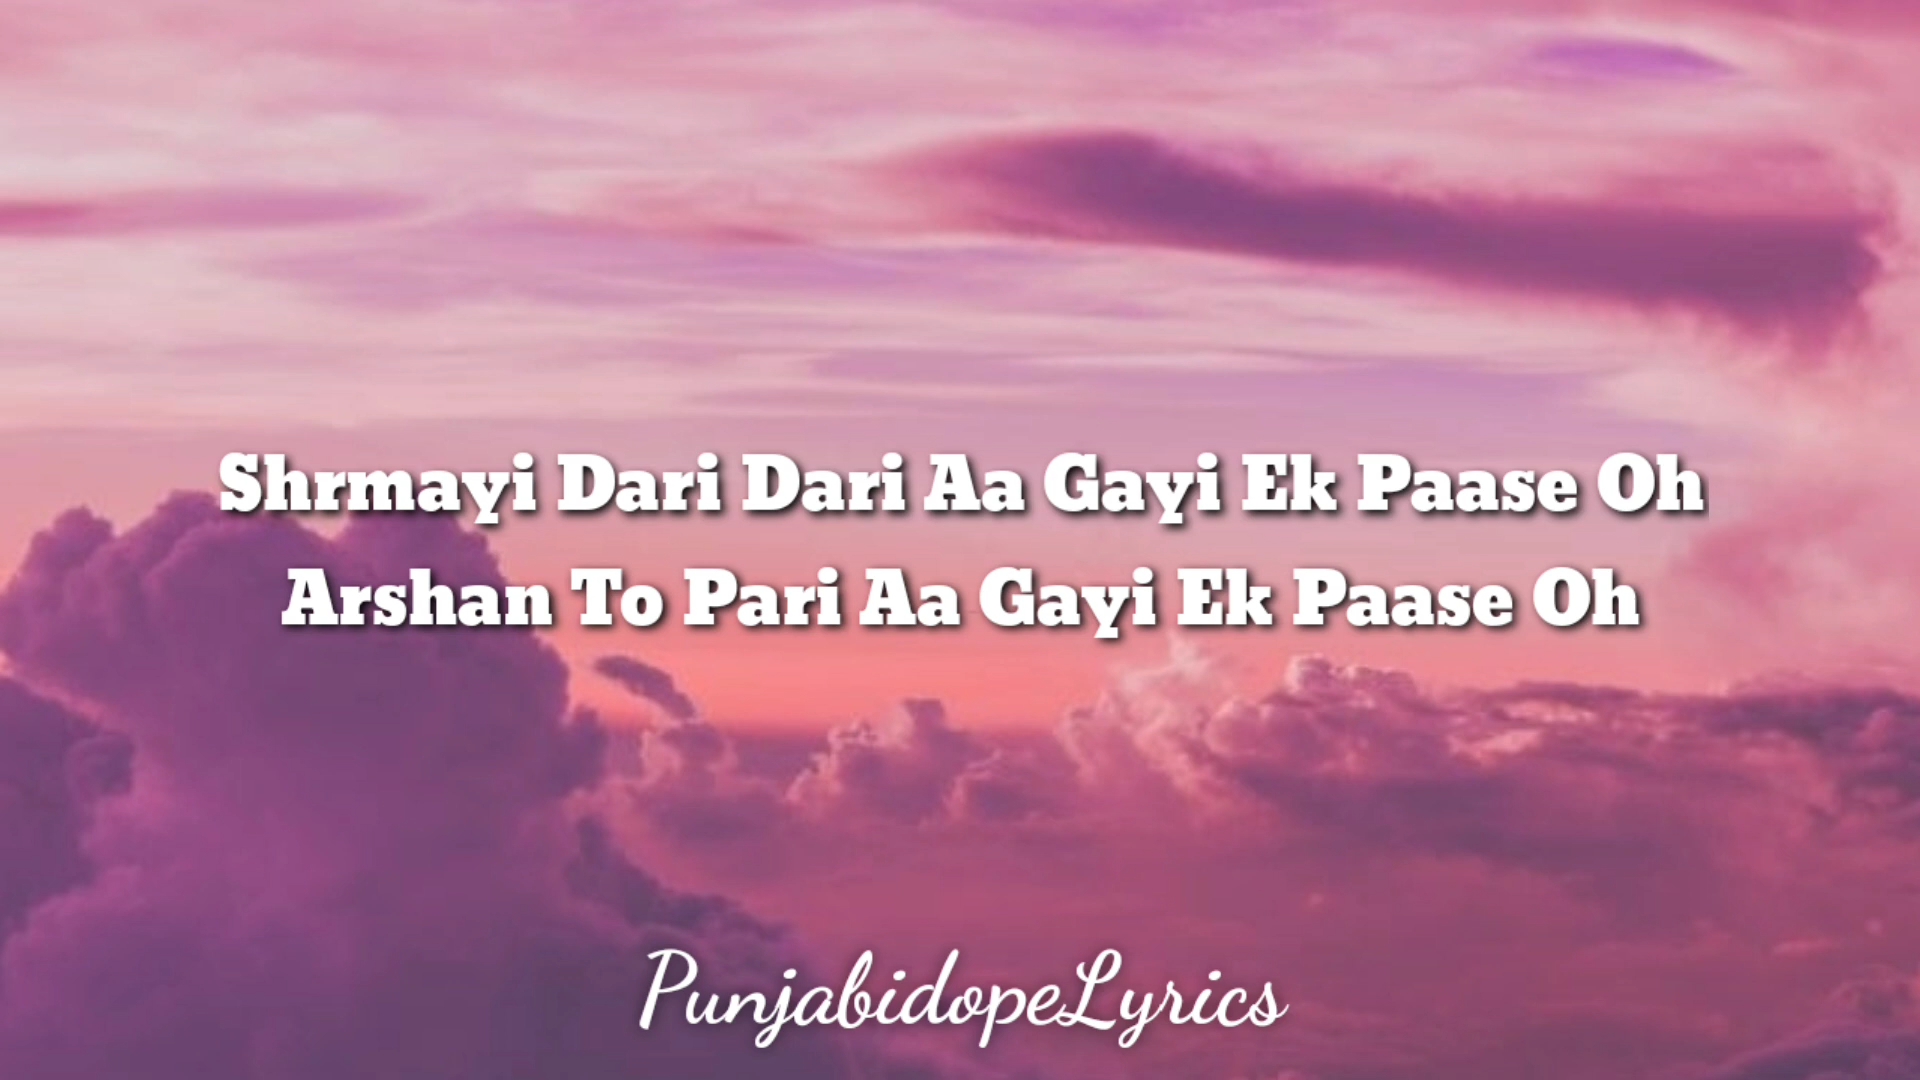 Shrmayi Dari Dari Aa Gayi Ek Paase Oh
Arshan To Pari Aa Gayi Ek Paase Oh
PunjabidopeLyrics